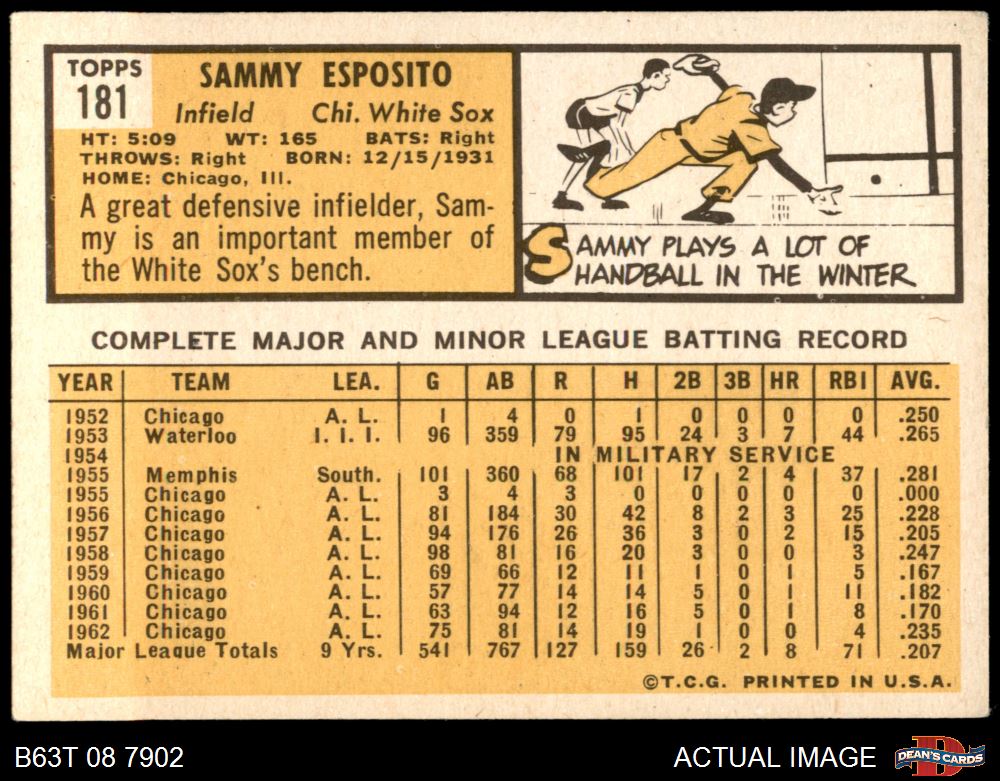 TOPPS
181
SAMMY ESPOSITO
Infield Chi. White Sox
HT: 5:09 WT: 165 BATS: Right
THROWS: Right BORN: 12/15/1931
HOME: Chicago, Ill.
A great defensive infielder, Sam-
my is an important member of
the White Sox's bench.
SAMMY PLAYS A LOT OF
HANDBALL IN THE WINTER
COMPLETE MAJOR AND MINOR LEAGUE BATTING RECORD
YEAR TEAM LEA. G AB R H 2B 3B HR RBI AVG.
1952 Chicago A. L. 1 4 0 1 0 0 0 0 .250
1953 Waterloo I. I. I. 96 359 79 95 24 3 7 44 .265
1954 IN MILITARY SERVICE
1955 Memphis South. 101 360 68 101 17 2 4 37 .281
1955 Chicago A. L. 3 4 3 0 0 0 0 0 .000
1956 Chicago A. L. 81 184 30 42 8 2 3 25 .228
1957 Chicago A. L. 94 176 26 36 3 0 2 15 .205
1958 Chicago A. L. 98 81 16 20 3 0 0 3 .247
1959 Chicago A. L. 69 66 12 11 1 0 1 5 .167
1960 Chicago A. L. 57 77 14 14 5 0 1 11 .182
1961 Chicago A. L. 63 94 12 16 5 0 1 8 .170
1962 Chicago A. L. 75 81 14 19 1 0 0 4 .235
Major League Totals 9 Yrs. 541 767 127 159 26 2 8 71 .207
©T.C.G. PRINTED IN U.S.A.
B63T 08 7902
ACTUAL IMAGE
D
DEAN'S CARDS